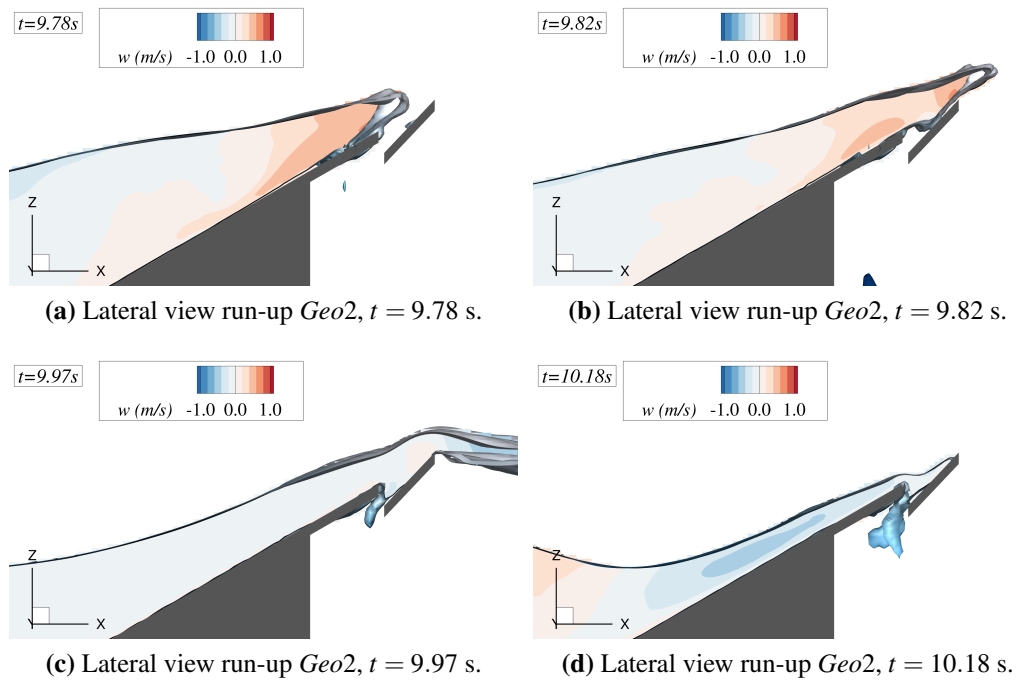 t=9.78s
w (m/s) -1.0 0.0 1.0
Z
Y X
(a) Lateral view run-up Geo2, t = 9.78 s.
t=9.82s
w (m/s) -1.0 0.0 1.0
Z
Y X
(b) Lateral view run-up Geo2, t = 9.82 s.
t=9.97s
w (m/s) -1.0 0.0 1.0
Z
Y X
(c) Lateral view run-up Geo2, t = 9.97 s.
t=10.18s
w (m/s) -1.0 0.0 1.0
Z
Y X
(d) Lateral view run-up Geo2, t = 10.18 s.